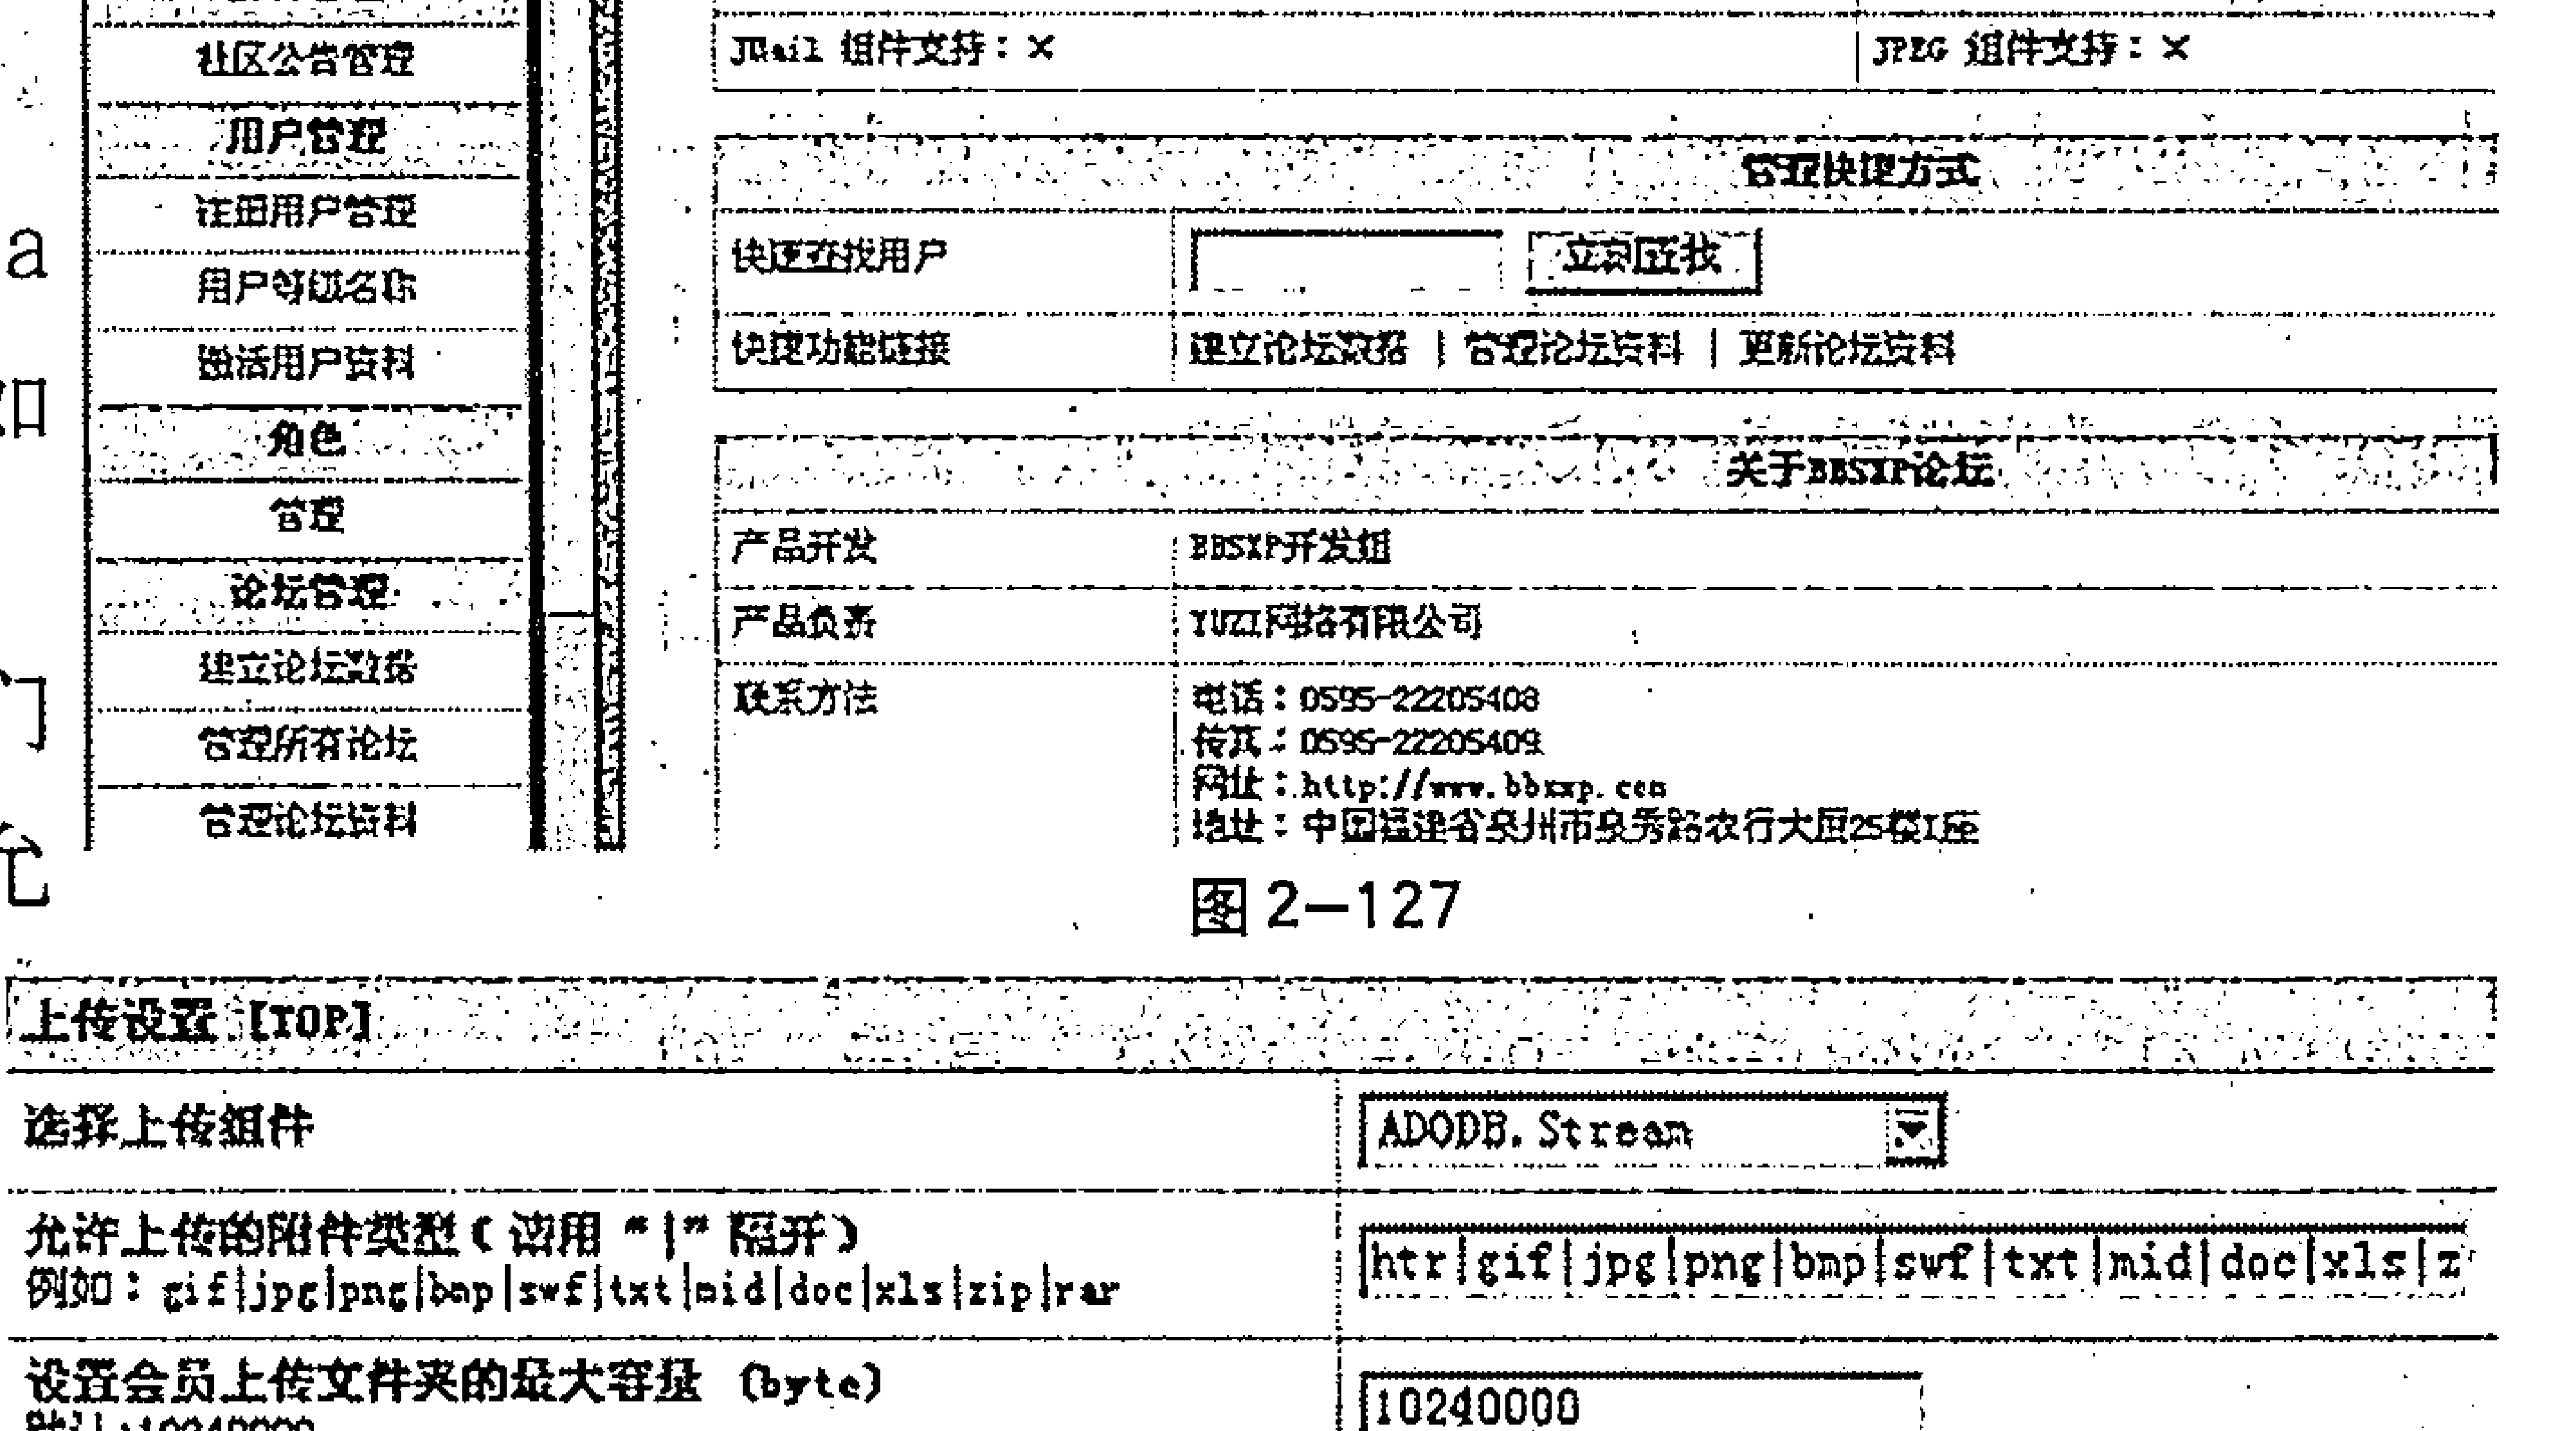 社区公告管理
用户管理
注册用户管理
用户等级名称
激活用户资料
角色
管理
论坛管理
建立论坛数据
管理所有论坛
管理论坛资料
JMail 组件支持：×
JPEG 组件支持：×
管理快捷方式
快速查找用户
立刻查找
快捷功能链接
建立论坛数据 | 管理论坛资料 | 更新论坛资料
关于BBSXP论坛
产品开发
BBSXP开发组
产品负责
YUZI网络有限公司
联系方法
电话：0595-22205408
传真：0595-22205409
网址：http://www.bbsxp.com
地址：中国福建省泉州市泉秀路农行大厦25楼I座
图 2-127
a
上传设置 [TOP]
选择上传组件
ADODB.Stream
允许上传的附件类型（请用“|”隔开）
例如：gif|jpg|png|bmp|swf|txt|mid|doc|xls|zip|rar
htr|gif|jpg|png|bmp|swf|txt|mid|doc|xls|z
设置会员上传文件夹的最大容量 (byte)
10240000